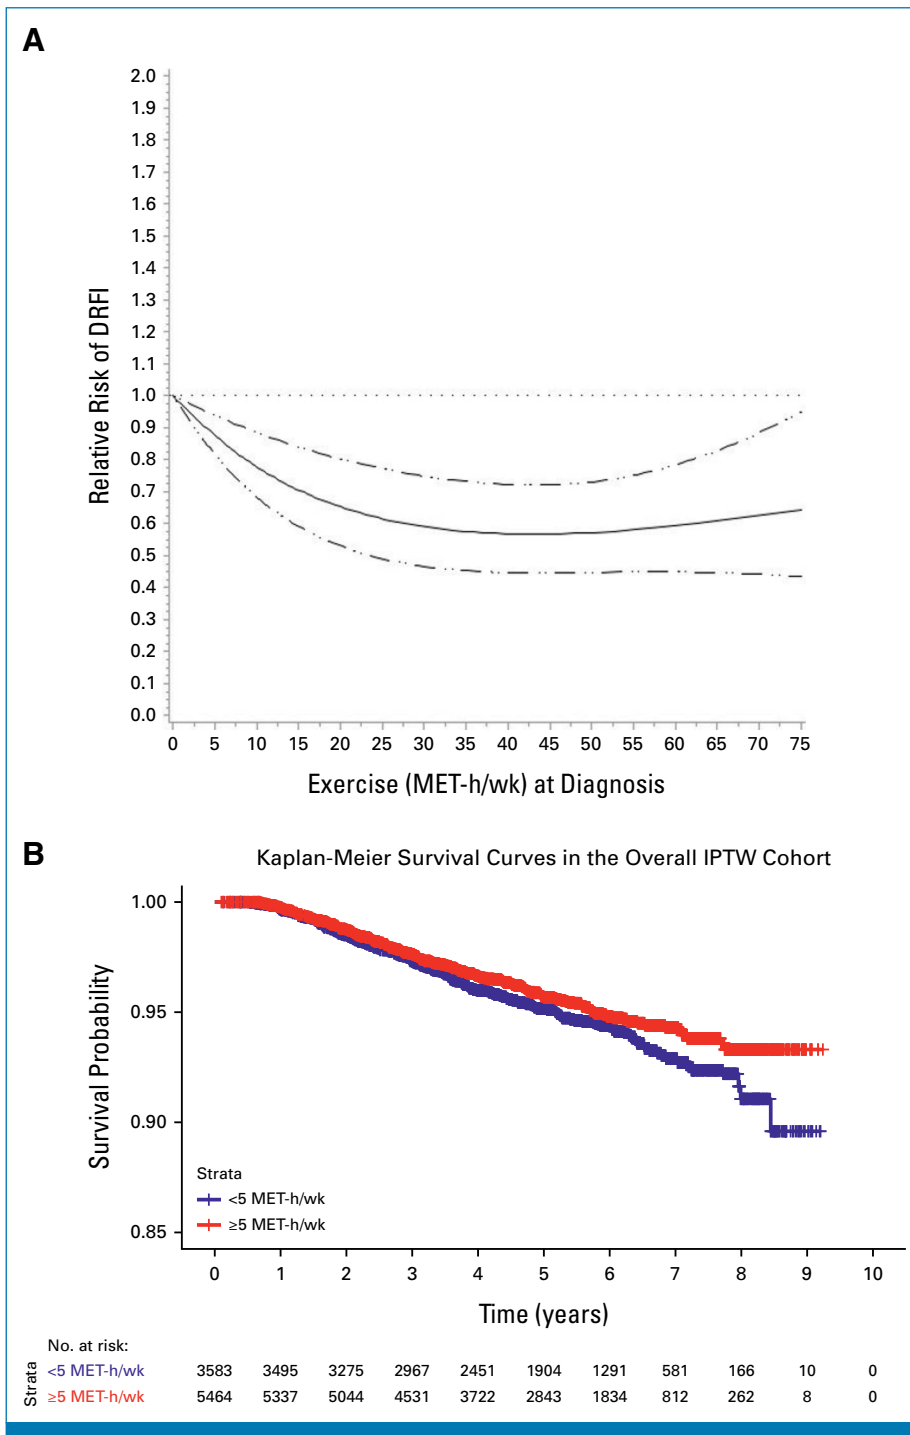 A
2.0
1.9
1.8
1.7
1.6
1.5
1.4
1.3
1.2
1.1
1.0
0.9
0.8
0.7
0.6
0.5
0.4
0.3
0.2
0.1
0.0
Relative Risk of DRFI
0 5 10 15 20 25 30 35 40 45 50 55 60 65 70 75
Exercise (MET-h/wk) at Diagnosis
B
Kaplan-Meier Survival Curves in the Overall IPTW Cohort
1.00
0.95
0.90
0.85
Survival Probability
Strata
<5 MET-h/wk
≥5 MET-h/wk
0 1 2 3 4 5 6 7 8 9 10
Time (years)
No. at risk:
Strata
<5 MET-h/wk 3583 3495 3275 2967 2451 1904 1291 581 166 10 0
≥5 MET-h/wk 5464 5337 5044 4531 3722 2843 1834 812 262 8 0